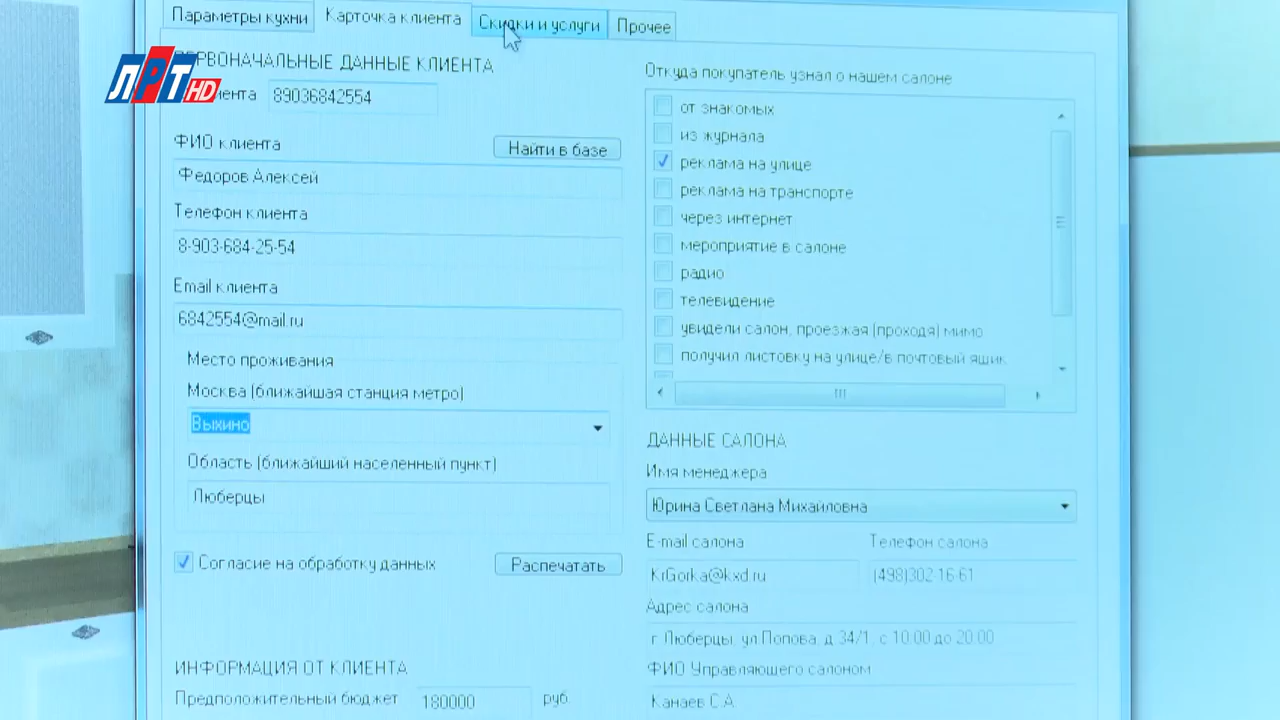 Параметры кухни
Карточка клиента
Скидки и услуги
Прочее
ЛРТHD
РВОНАЧАЛЬНЫЕ ДАННЫЕ КЛИЕНТА
иента
89036842554
ФИО клиента
Найти в базе
Федоров Алексей
Телефон клиента
8-903-684-25-54
Email клиента
6842554@mail.ru
Место проживания
Москва (ближайшая станция метро)
Выхино
Область (ближайший населенный пункт)
Люберцы
Согласие на обработку данных
Распечатать
ИНФОРМАЦИЯ ОТ КЛИЕНТА
Предположительный бюджет 180000 руб.
Откуда покупатель узнал о нашем салоне
от знакомых
из журнала
реклама на улице
реклама на транспорте
через интернет
мероприятие в салоне
радио
телевидение
увидели салон, проезжая (проходя) мимо
получил листовку на улице/в почтовый ящик
ДАННЫЕ САЛОНА
Имя менеджера
Юрина Светлана Михайловна
E-mail салона
Телефон салона
KrGorka@kxd.ru
(498)302-16-61
Адрес салона
г. Люберцы, ул Попова, д.34/1, с 10.00 до 20.00
ФИО Управляющего салоном
Канаев С.А.